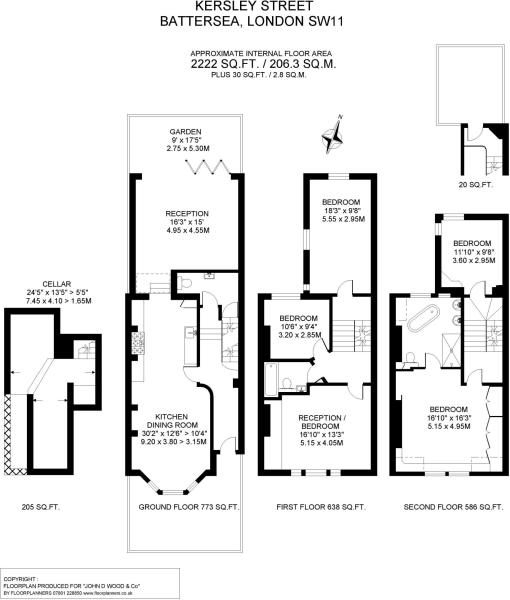 KERSLEY STREET
BATTERSEA, LONDON SW11
APPROXIMATE INTERNAL FLOOR AREA
2222 SQ.FT. / 206.3 SQ.M.
PLUS 30 SQ.FT. / 2.8 SQ.M.
GARDEN
9' x 17'5"
2.75 x 5.30M
N
20 SQ.FT.
RECEPTION
16'3" x 15'
4.95 x 4.55M
BEDROOM
18'3" x 9'8"
5.55 x 2.95M
BEDROOM
11'10" x 9'8"
3.60 x 2.95M
CELLAR
24'5" x 13'5" > 5'5"
7.45 x 4.10 > 1.65M
BEDROOM
10'6" x 9'4"
3.20 x 2.85M
KITCHEN
DINING ROOM
30'2" x 12'6" > 10'4"
9.20 x 3.80 > 3.15M
RECEPTION /
BEDROOM
16'10" x 13'3"
5.15 x 4.05M
BEDROOM
16'10" x 16'3"
5.15 x 4.95M
205 SQ.FT.
GROUND FLOOR 773 SQ.FT.
FIRST FLOOR 638 SQ.FT.
SECOND FLOOR 586 SQ.FT.
COPYRIGHT :
FLOORPLAN PRODUCED FOR "JOHN D WOOD & Co"
BY FLOORPLANNERS 07801 228850 www.floorplanners.co.uk